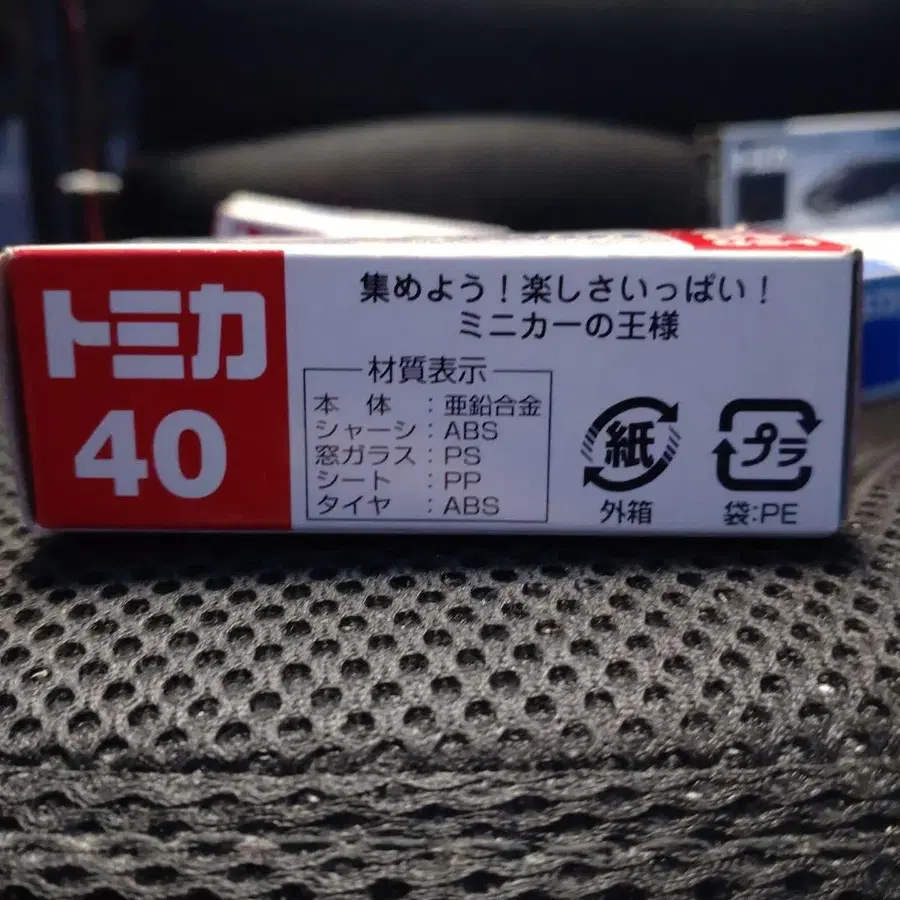 トミカ
40
集めよう!楽しさいっぱい!
ミニカーの王様
材質表示
本体:亜鉛合金
シャーシ:ABS
窓ガラス:PS
シート:PP
タイヤ:ABS
紙
外箱
プラ
袋:PE